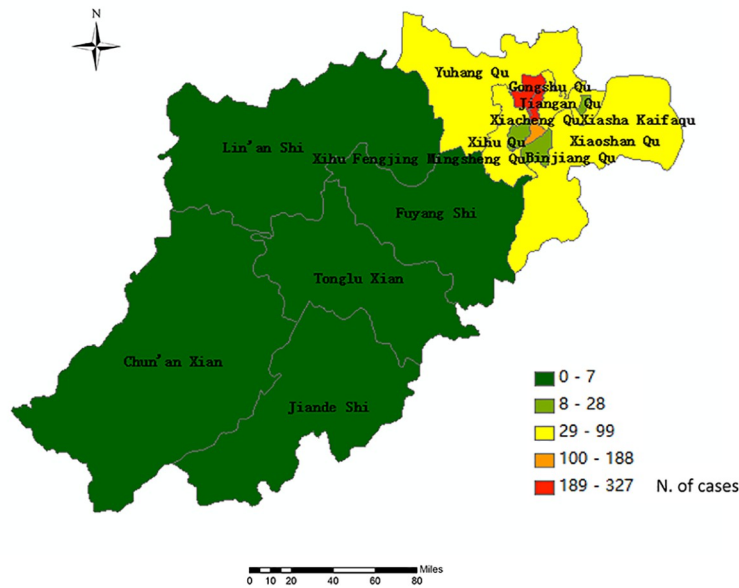 N
Yuhang Qu
Gongshu Qu
Jiangan Qu
Xiacheng Qu
Xiasha Kaifaqu
Lin'an Shi
Xihu Qu
Xiaoshan Qu
Xihu Fengjing Mingsheng Qu
Binjiang Qu
Fuyang Shi
Tonglu Xian
Chun'an Xian
Jiande Shi
0 - 7
8 - 28
29 - 99
100 - 188
189 - 327
N. of cases
Miles
0 5 10 20 40 60 80